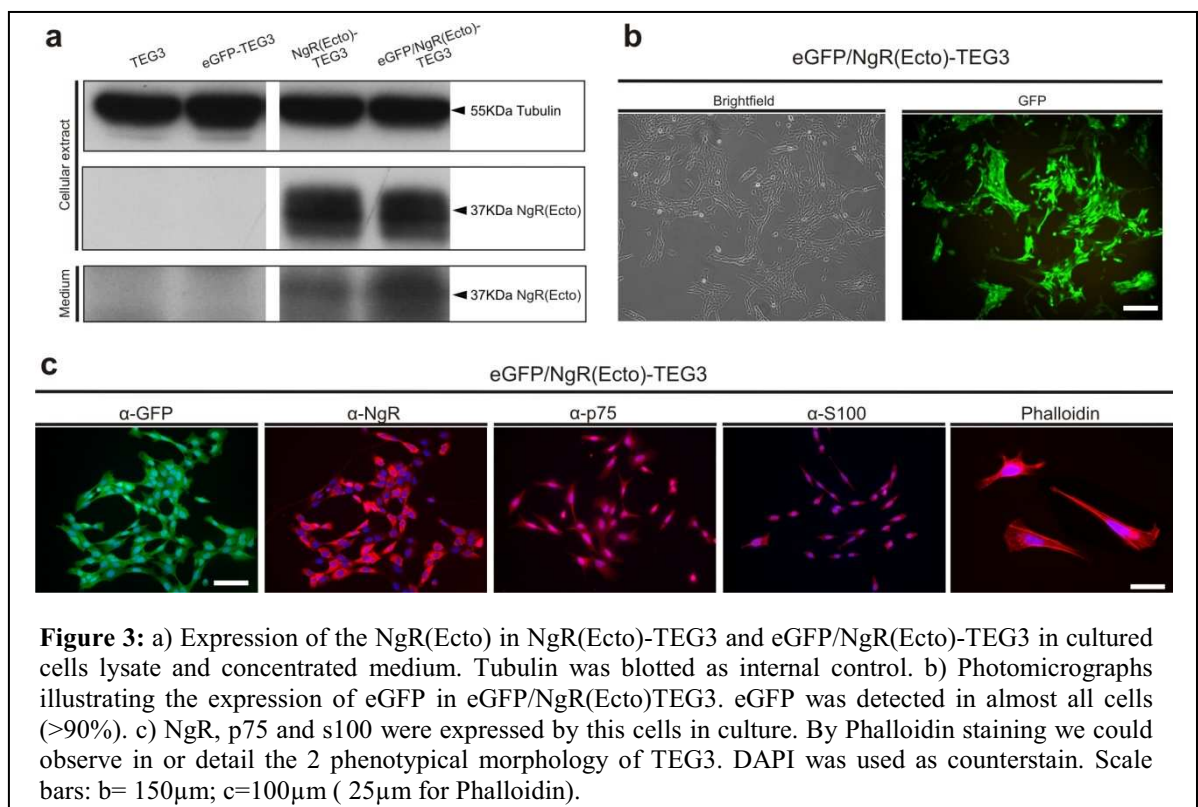 a
TEG3
eGFP-TEG3
NgR(Ecto)-
TEG3
eGFP/NgR(Ecto)-
TEG3
Cellular extract
55KDa Tubulin
37KDa NgR(Ecto)
Medium
37KDa NgR(Ecto)
b
eGFP/NgR(Ecto)-TEG3
Brightfield
GFP
c
eGFP/NgR(Ecto)-TEG3
α-GFP
α-NgR
α-p75
α-S100
Phalloidin
Figure 3: a) Expression of the NgR(Ecto) in NgR(Ecto)-TEG3 and eGFP/NgR(Ecto)-TEG3 in cultured
cells lysate and concentrated medium. Tubulin was blotted as internal control. b) Photomicrographs
illustrating the expression of eGFP in eGFP/NgR(Ecto)TEG3. eGFP was detected in almost all cells
(>90%). c) NgR, p75 and s100 were expressed by this cells in culture. By Phalloidin staining we could
observe in or detail the 2 phenotypical morphology of TEG3. DAPI was used as counterstain. Scale
bars: b= 150µm; c=100µm ( 25µm for Phalloidin).